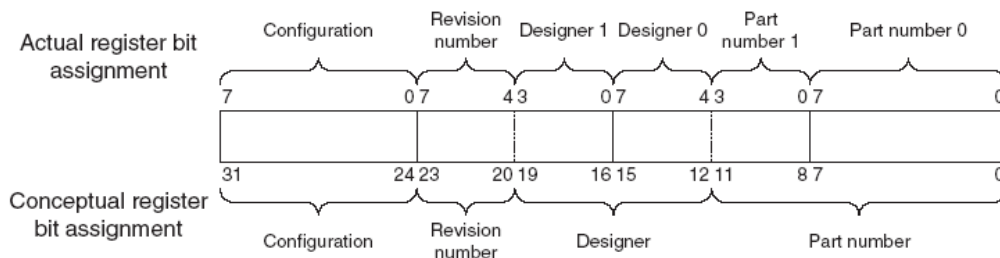 Actual register bit
assignment
Configuration
Revision
number
Designer 1
Designer 0
Part
number 1
Part number 0
7 0 7 4 3 0 7 4 3 0 7 0
31 24 23 20 19 16 15 12 11 8 7 0
Conceptual register
bit assignment
Configuration
Revision
number
Designer
Part number